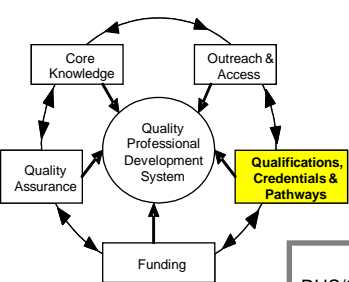 Core
Knowledge
Outreach &
Access
Quality
Professional
Development
System
Quality
Assurance
Qualifications,
Credentials &
Pathways
Funding